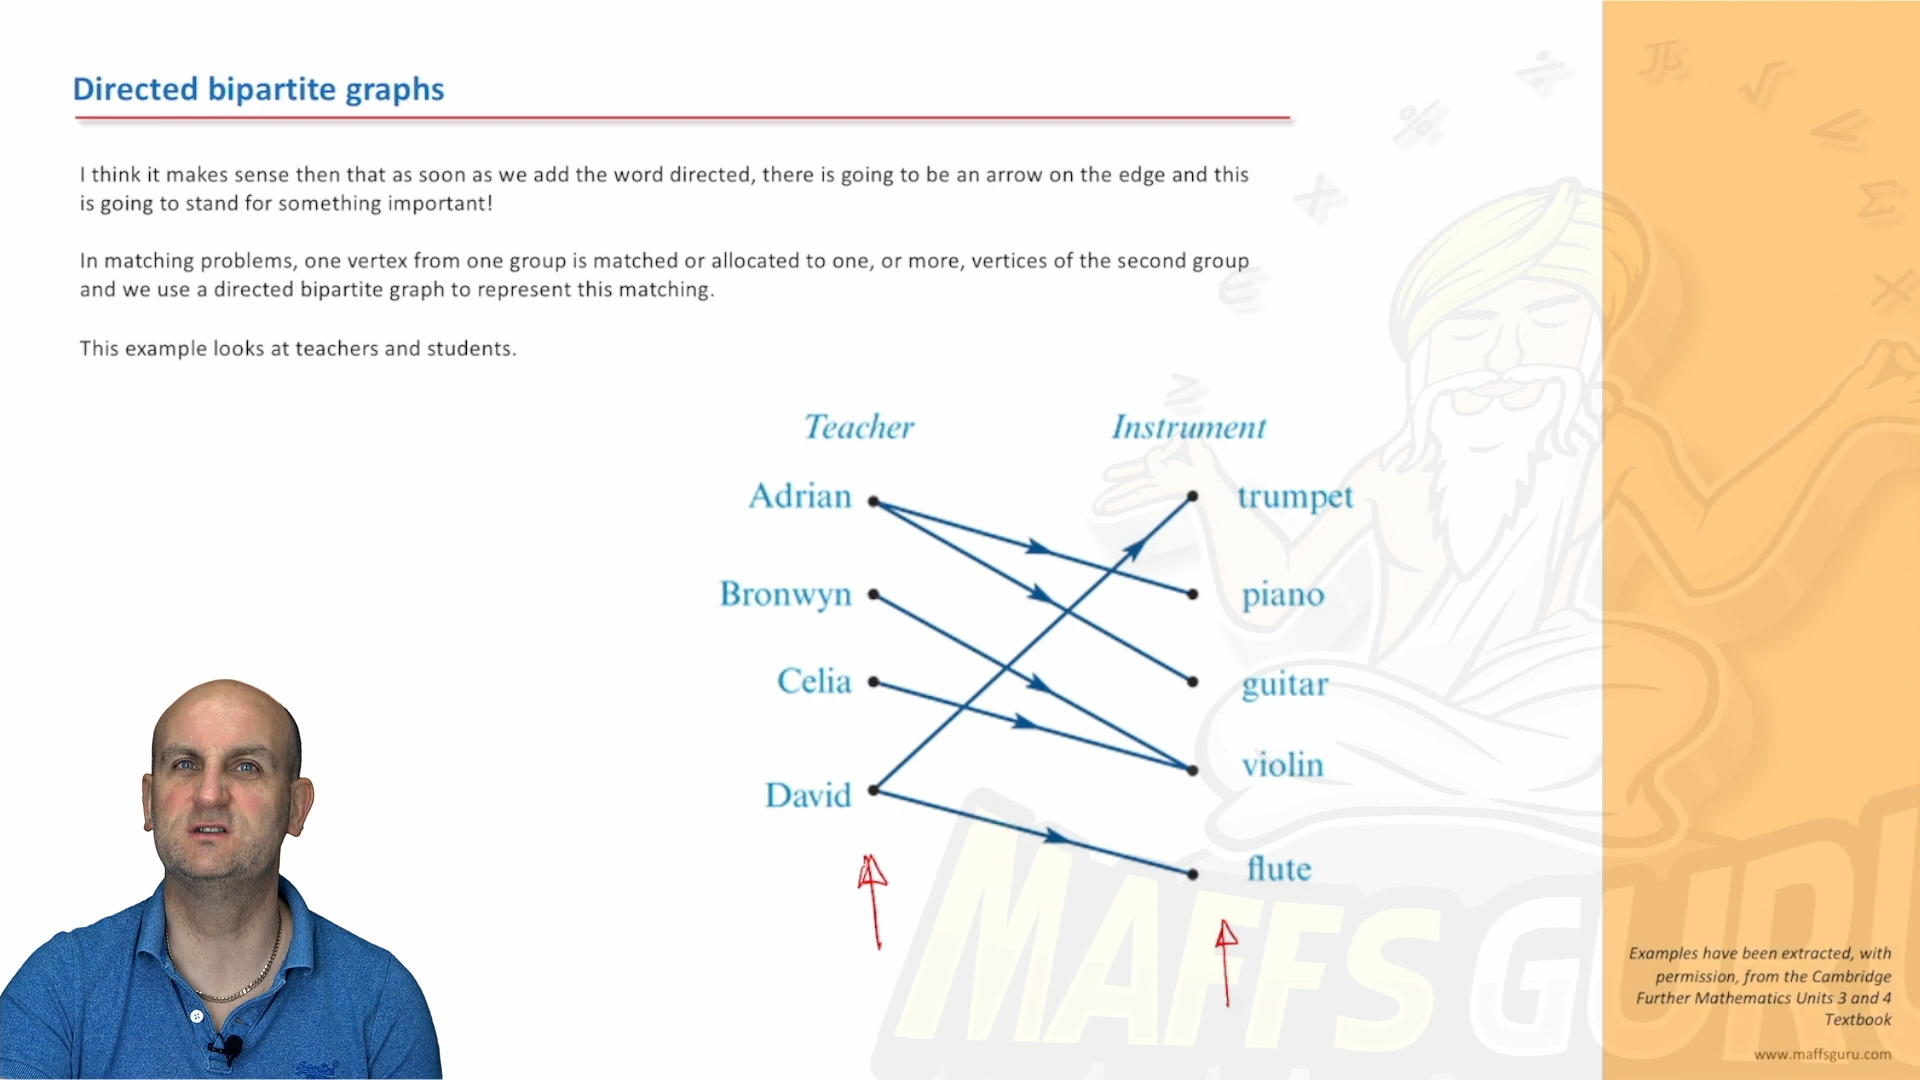 Directed bipartite graphs
I think it makes sense then that as soon as we add the word directed, there is going to be an arrow on the edge and this
is going to stand for something important!
In matching problems, one vertex from one group is matched or allocated to one, or more, vertices of the second group
and we use a directed bipartite graph to represent this matching.
This example looks at teachers and students.
Teacher Instrument
Adrian trumpet
Bronwyn piano
Celia guitar
violin
David
flute
MAFFS GURU
Examples have been extracted, with
permission, from the Cambridge
Further Mathematics Units 3 and 4
Textbook
www.maffsguru.com
÷
π
√
%
≤
+
Σ
∈
×
≥